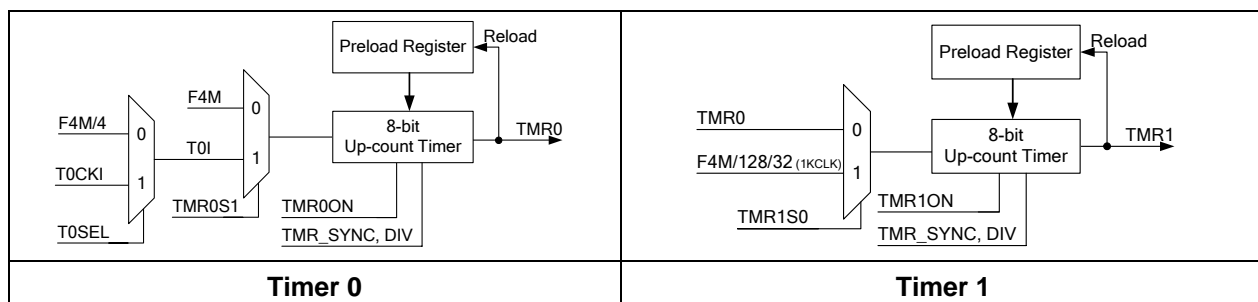 Preload Register
Reload
F4M
0
F4M/4
0
8-bit
Up-count Timer
TMR0
T0I
1
T0CKI
1
TMR0S1
TMR0ON
T0SEL
TMR_SYNC, DIV
Timer 0
Preload Register
Reload
TMR0
0
8-bit
Up-count Timer
TMR1
F4M/128/32 (1KCLK)
1
TMR1S0
TMR1ON
TMR_SYNC, DIV
Timer 1